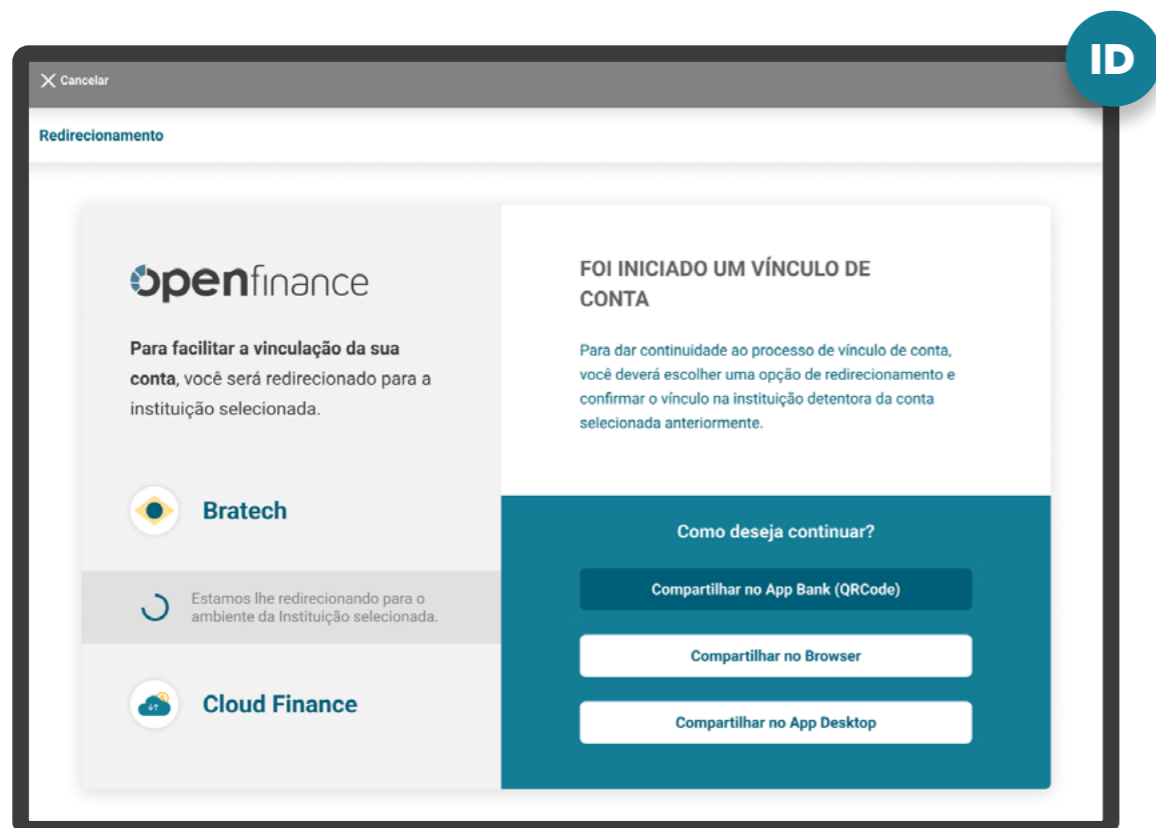 ID
Cancelar
Redirecionamento
openfinance
Para facilitar a vinculação da sua
conta, você será redirecionado para a
instituição selecionada.
Bratech
Estamos lhe redirecionando para o
ambiente da Instituição selecionada.
Cloud Finance
FOI INICIADO UM VÍNCULO DE
CONTA
Para dar continuidade ao processo de vínculo de conta,
você deverá escolher uma opção de redirecionamento e
confirmar o vínculo na instituição detentora da conta
selecionada anteriormente.
Como deseja continuar?
Compartilhar no App Bank (QRCode)
Compartilhar no Browser
Compartilhar no App Desktop